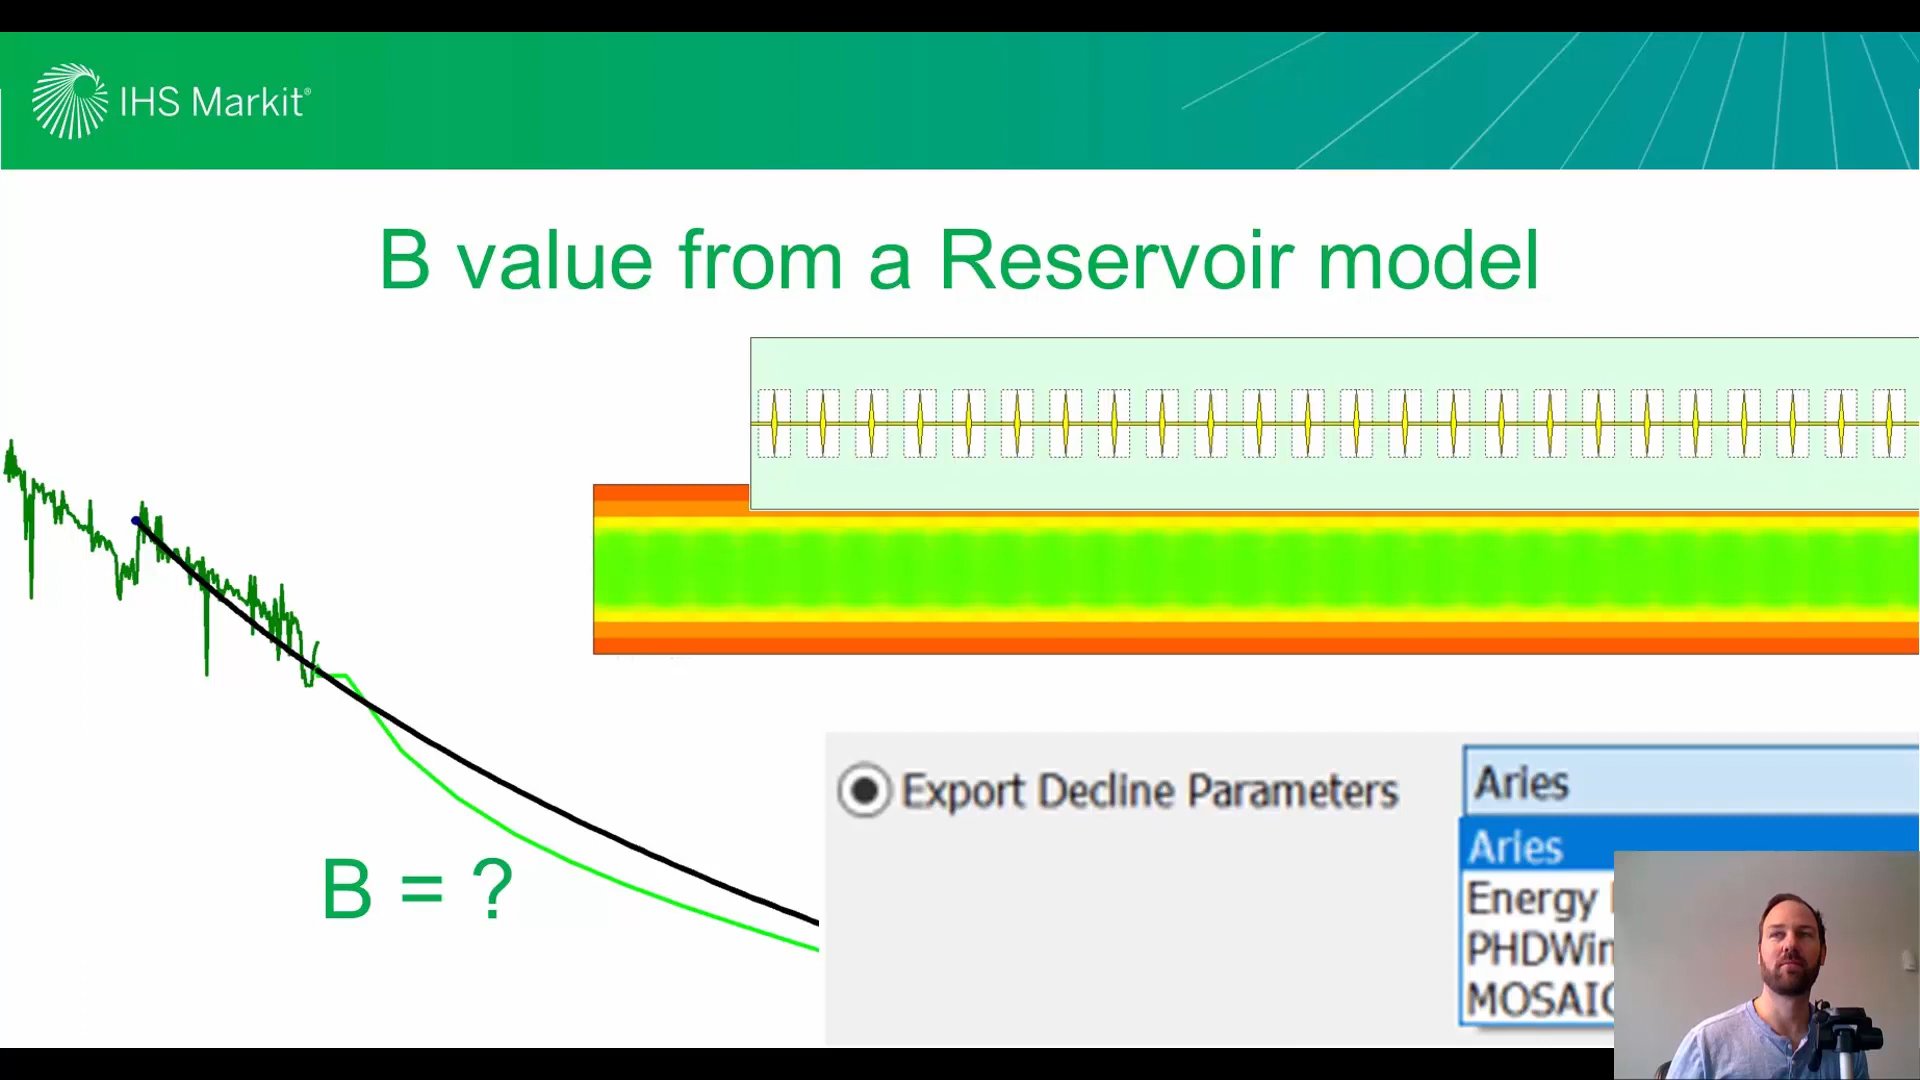 IHS Markit®
B value from a Reservoir model
B = ?
Export Decline Parameters
Aries
Aries
Energy
PHDWin
MOSAIC